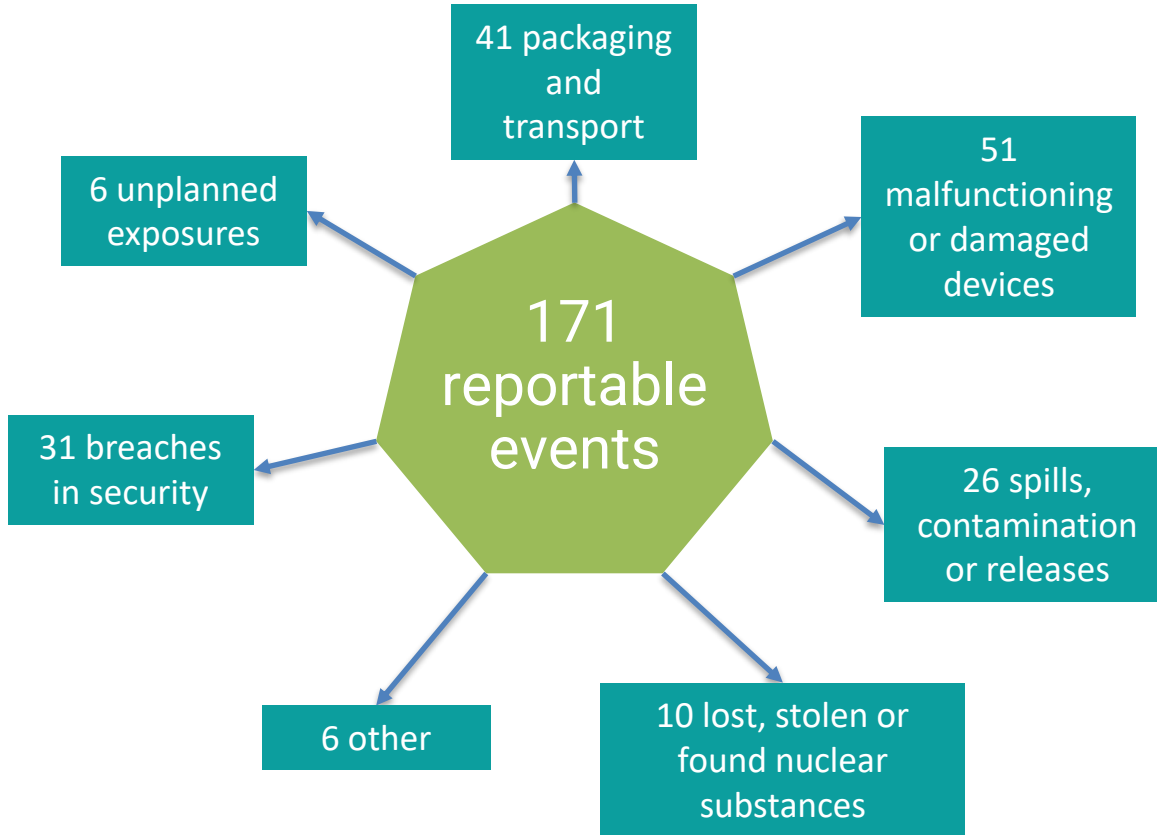 41 packaging
and
transport
51
malfunctioning
or damaged
devices
6 unplanned
exposures
171
reportable
events
31 breaches
in security
26 spills,
contamination
or releases
6 other
10 lost, stolen or
found nuclear
substances